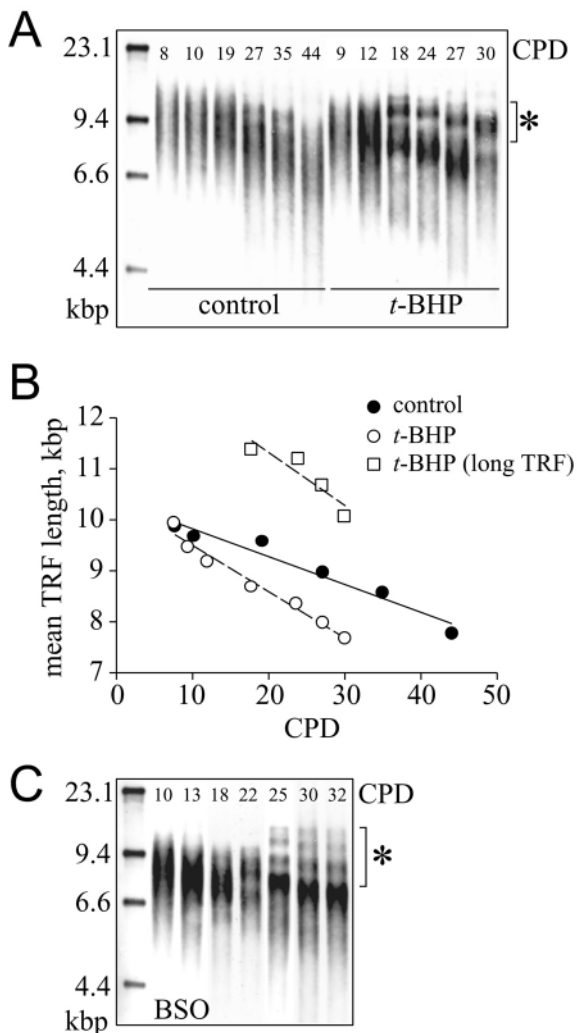 A
23.1 8 10 19 27 35 44 9 12 18 24 27 30 CPD
9.4 *
6.6
4.4
kbp control t-BHP
B
12
11
10
9
8
7
mean TRF length, kbp
control
t-BHP
t-BHP (long TRF)
0 10 20 30 40 50
CPD
C
23.1 10 13 18 22 25 30 32 CPD
9.4 *
6.6
4.4
kbp BSO